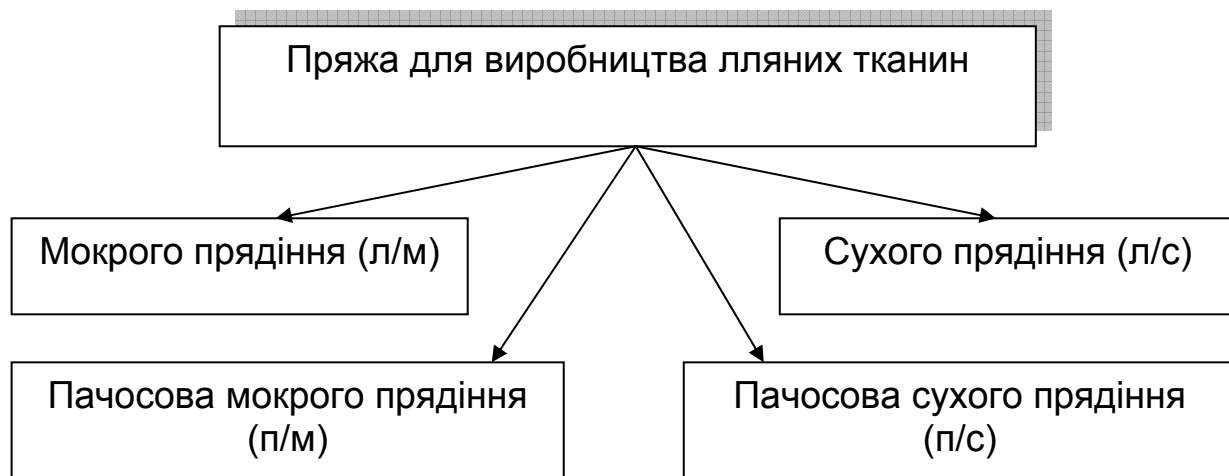 Пряжа для виробництва лляних тканин
Мокрого прядіння (л/м)
Сухого прядіння (л/с)
Пачосова мокрого прядіння
(п/м)
Пачосова сухого прядіння
(п/с)